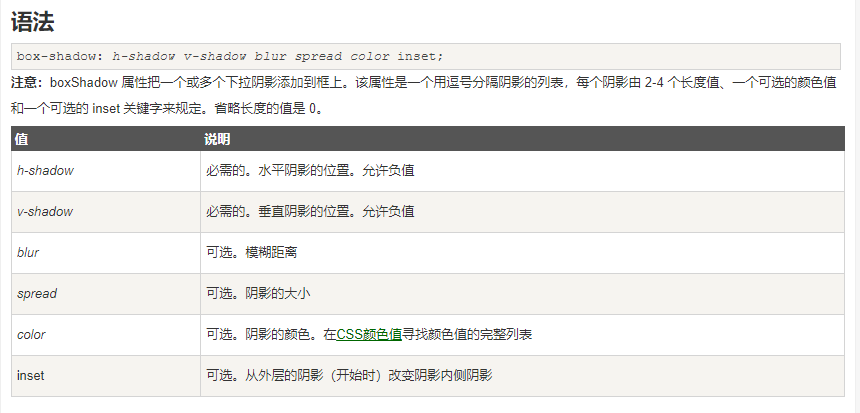 语法
box-shadow: h-shadow v-shadow blur spread color inset;
注意：boxShadow 属性把一个或多个下拉阴影添加到框上。该属性是一个用逗号分隔阴影的列表，每个阴影由 2-4 个长度值、一个可选的颜色值
和一个可选的 inset 关键字来规定。省略长度的值是 0。
值 说明
h-shadow 必需的。水平阴影的位置。允许负值
v-shadow 必需的。垂直阴影的位置。允许负值
blur 可选。模糊距离
spread 可选。阴影的大小
color 可选。阴影的颜色。在CSS颜色值寻找颜色值的完整列表
inset 可选。从外层的阴影（开始时）改变阴影内侧阴影